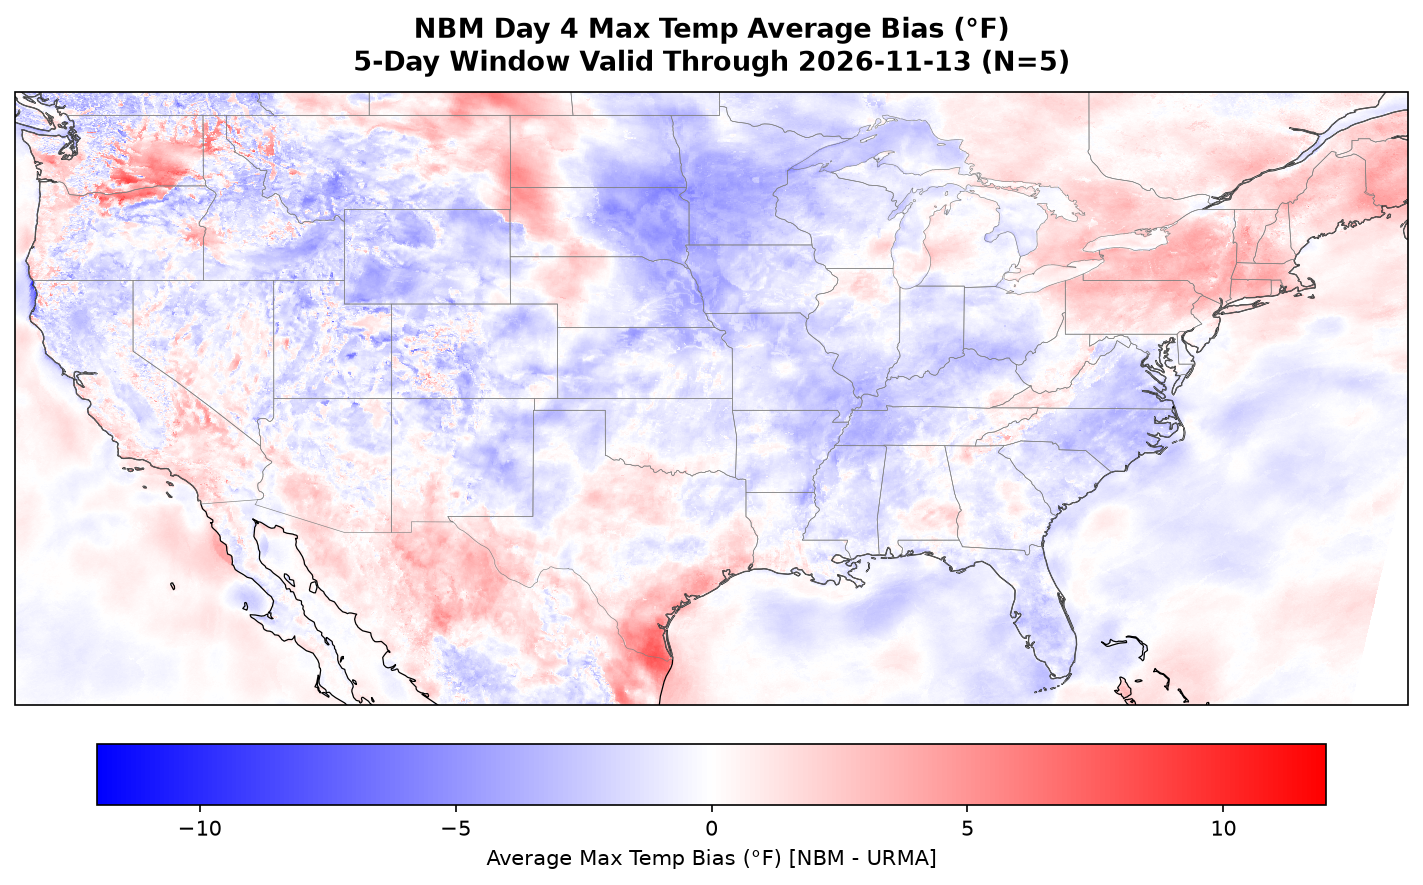 NBM Day 4 Max Temp Average Bias (°F)
5-Day Window Valid Through 2026-11-13 (N=5)
−10 −5 0 5 10
Average Max Temp Bias (°F) [NBM - URMA]